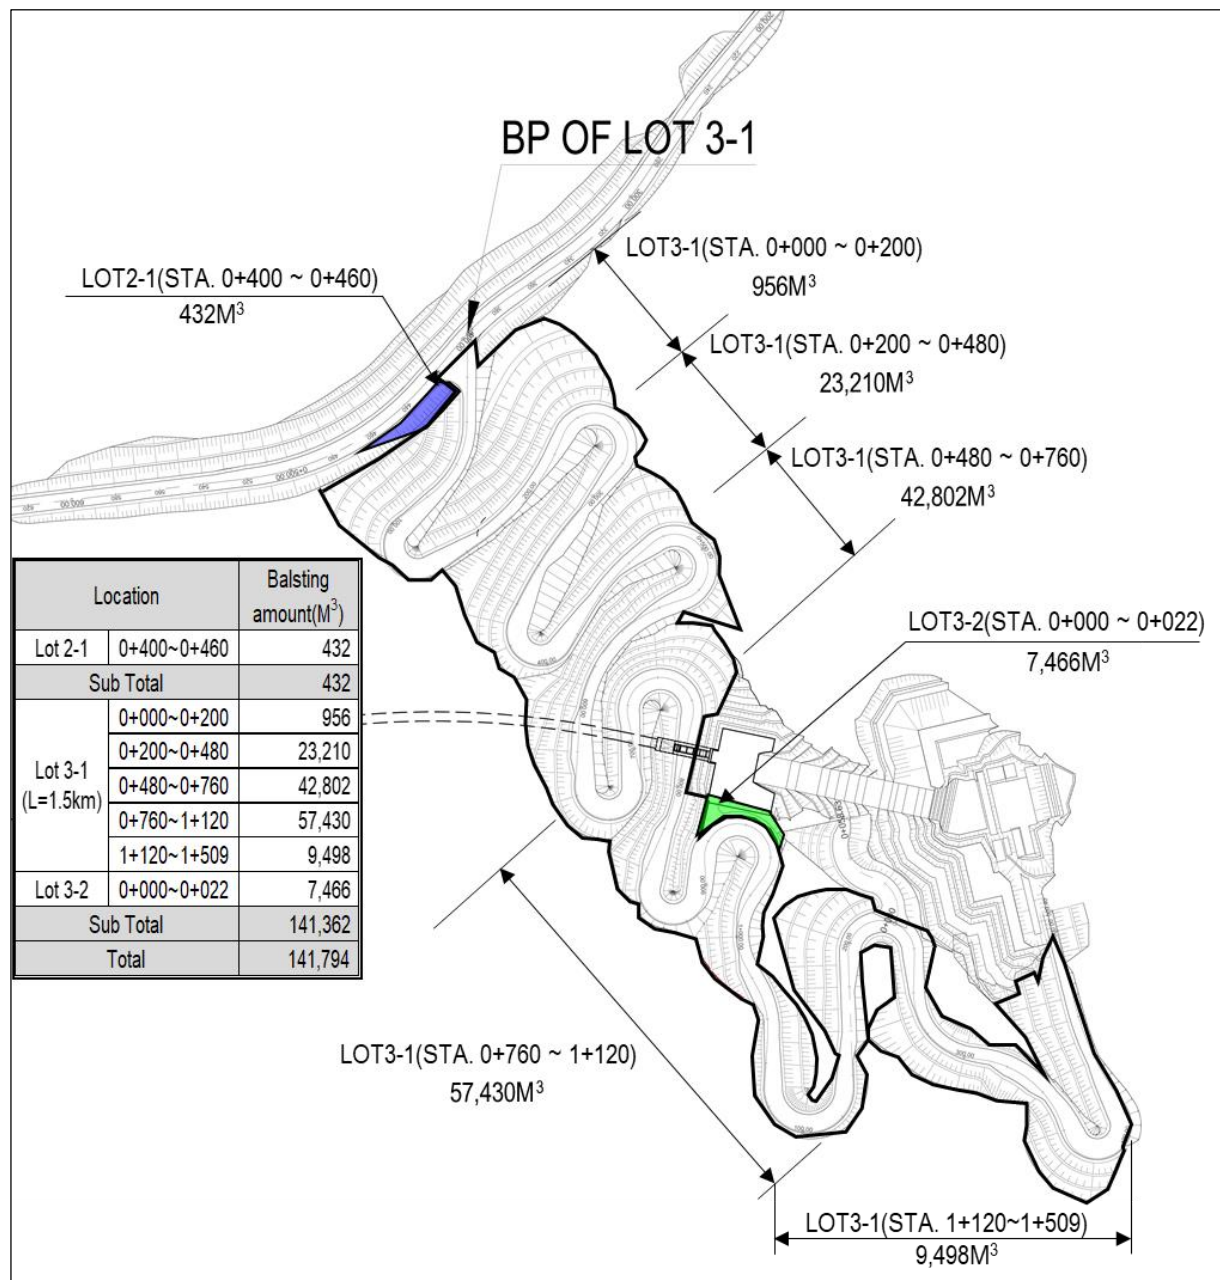 BP OF LOT 3-1
LOT3-1(STA. 0+000 ~ 0+200)
956M³
LOT2-1(STA. 0+400 ~ 0+460)
432M³
LOT3-1(STA. 0+200 ~ 0+480)
23,210M³
LOT3-1(STA. 0+480 ~ 0+760)
42,802M³
LOT3-2(STA. 0+000 ~ 0+022)
7,466M³
Location Balsting amount(M³)
Lot 2-1 0+400~0+460 432
Sub Total 432
Lot 3-1 (L=1.5km) 0+000~0+200 956
0+200~0+480 23,210
0+480~0+760 42,802
0+760~1+120 57,430
1+120~1+509 9,498
Lot 3-2 0+000~0+022 7,466
Sub Total 141,362
Total 141,794
LOT3-1(STA. 0+760 ~ 1+120)
57,430M³
LOT3-1(STA. 1+120~1+509)
9,498M³